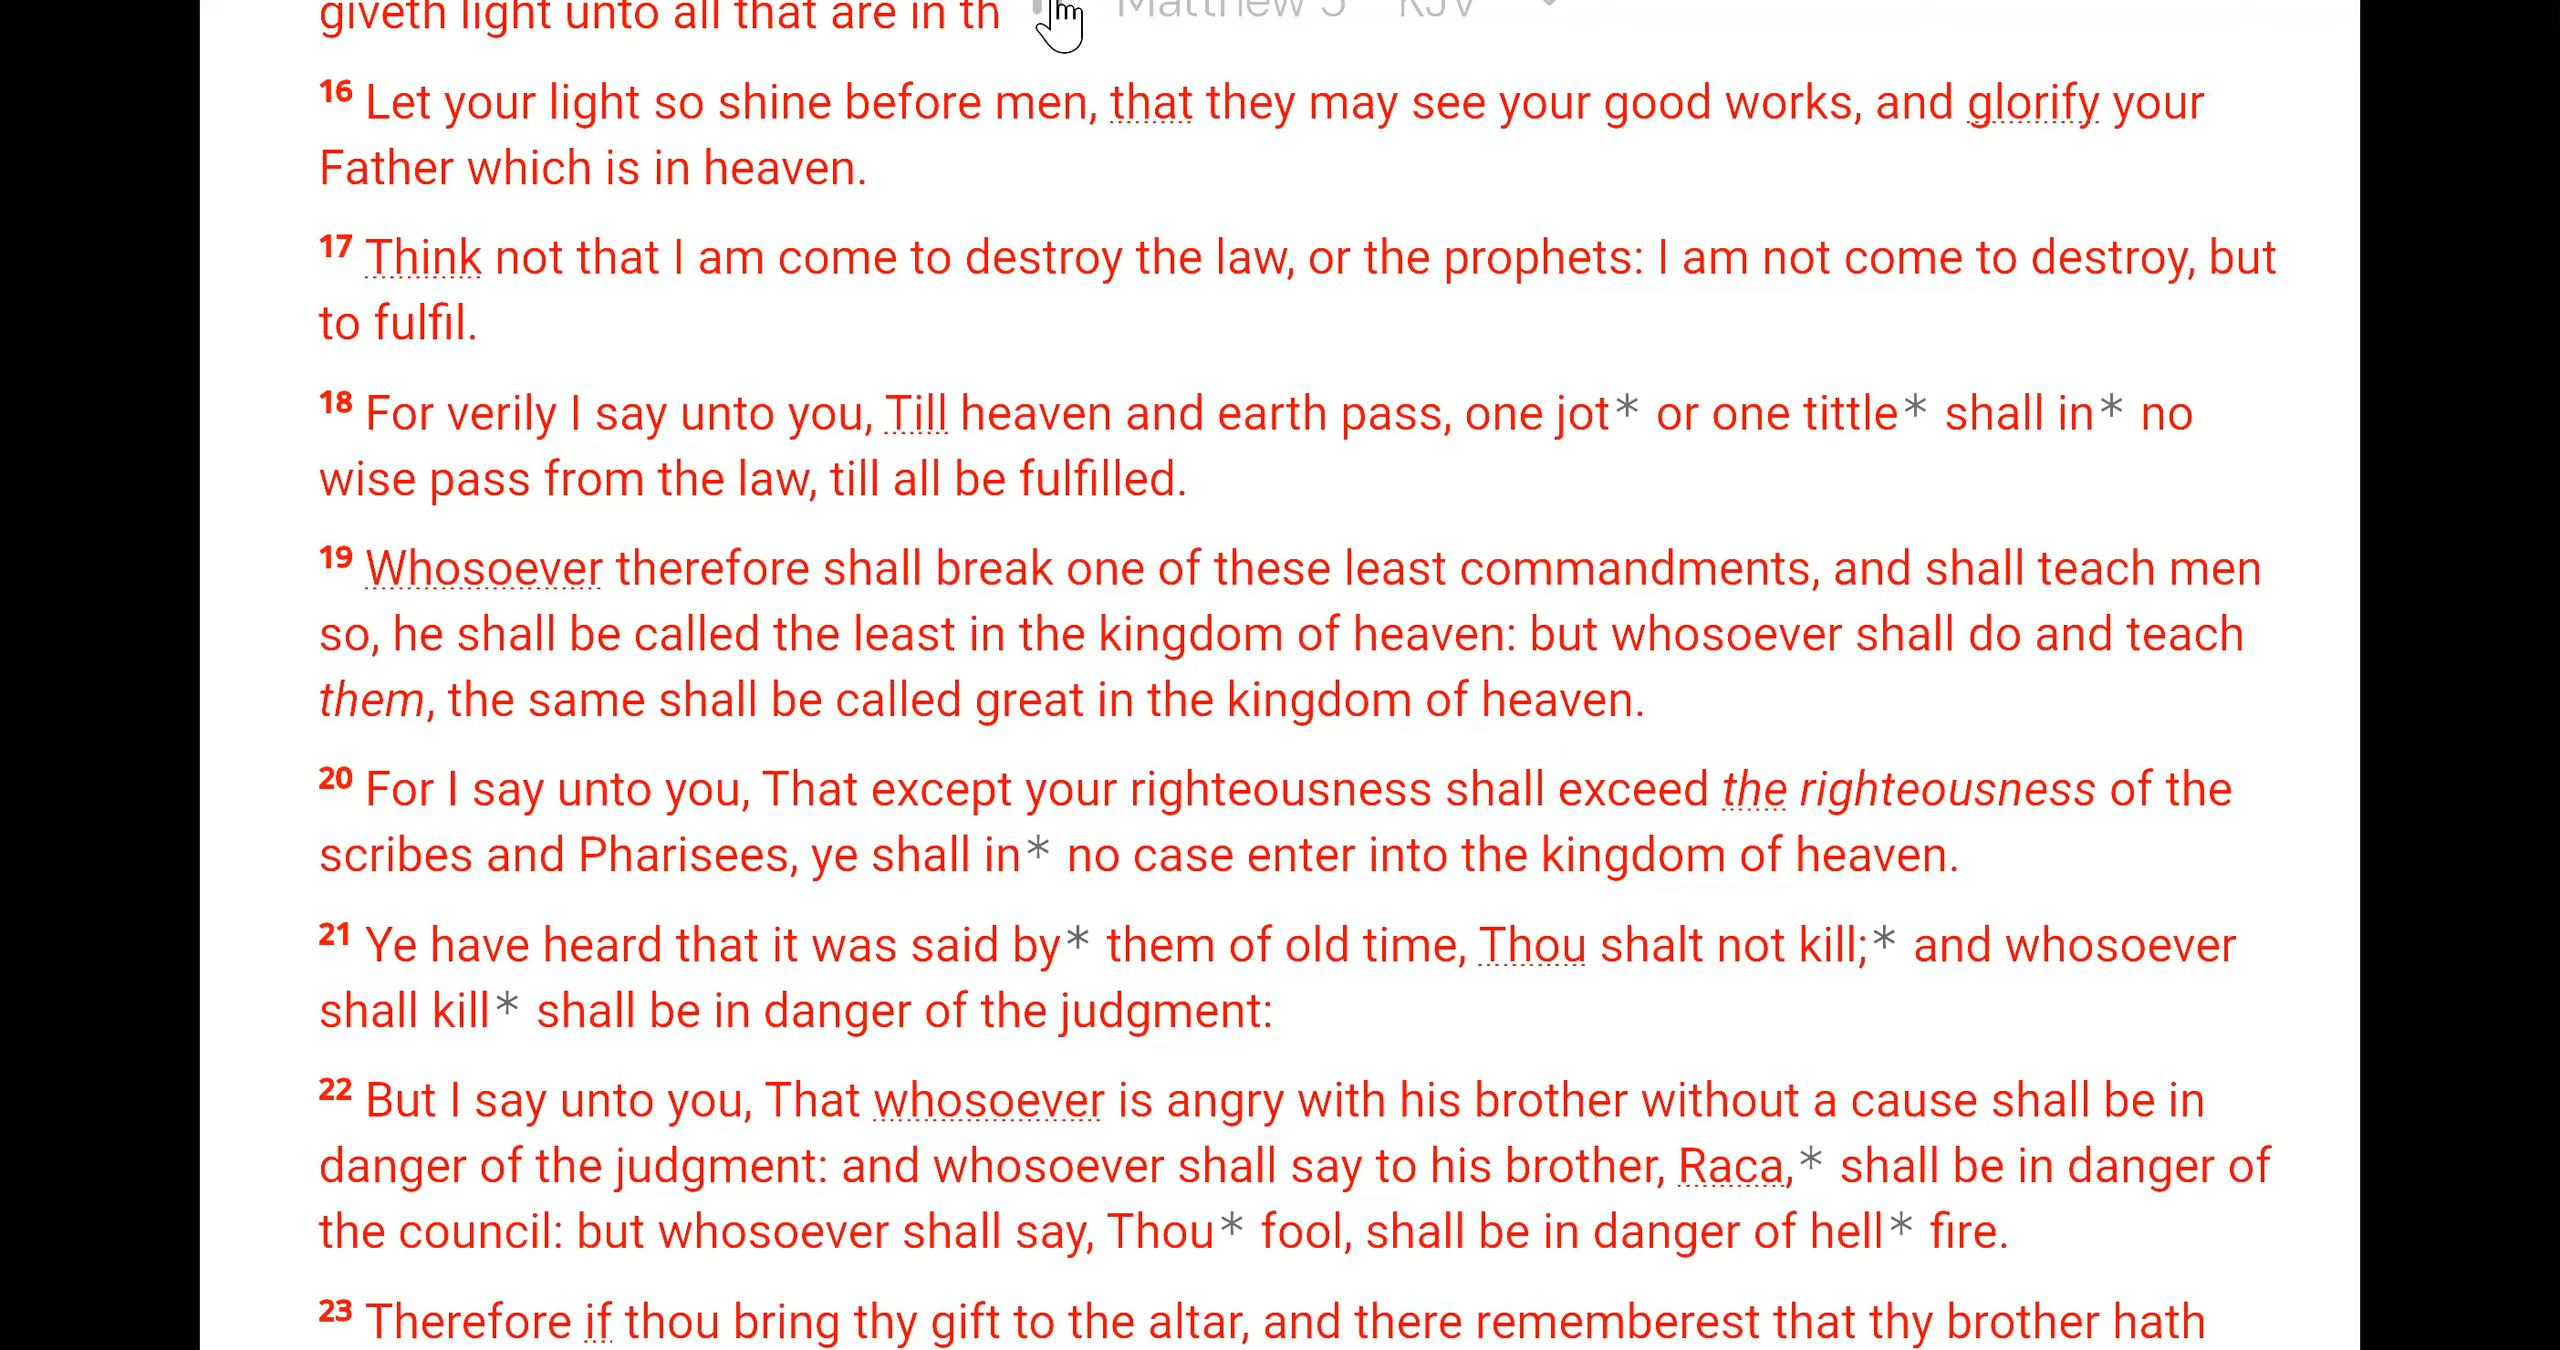 giveth light unto all that are in th Matthew 5 KJV
16 Let your light so shine before men, that they may see your good works, and glorify your
Father which is in heaven.
17 Think not that I am come to destroy the law, or the prophets: I am not come to destroy, but
to fulfil.
18 For verily I say unto you, Till heaven and earth pass, one jot* or one tittle* shall in* no
wise pass from the law, till all be fulfilled.
19 Whosoever therefore shall break one of these least commandments, and shall teach men
so, he shall be called the least in the kingdom of heaven: but whosoever shall do and teach
them, the same shall be called great in the kingdom of heaven.
20 For I say unto you, That except your righteousness shall exceed the righteousness of the
scribes and Pharisees, ye shall in* no case enter into the kingdom of heaven.
21 Ye have heard that it was said by* them of old time, Thou shalt not kill;* and whosoever
shall kill* shall be in danger of the judgment:
22 But I say unto you, That whosoever is angry with his brother without a cause shall be in
danger of the judgment: and whosoever shall say to his brother, Raca,* shall be in danger of
the council: but whosoever shall say, Thou* fool, shall be in danger of hell* fire.
23 Therefore if thou bring thy gift to the altar, and there rememberest that thy brother hath